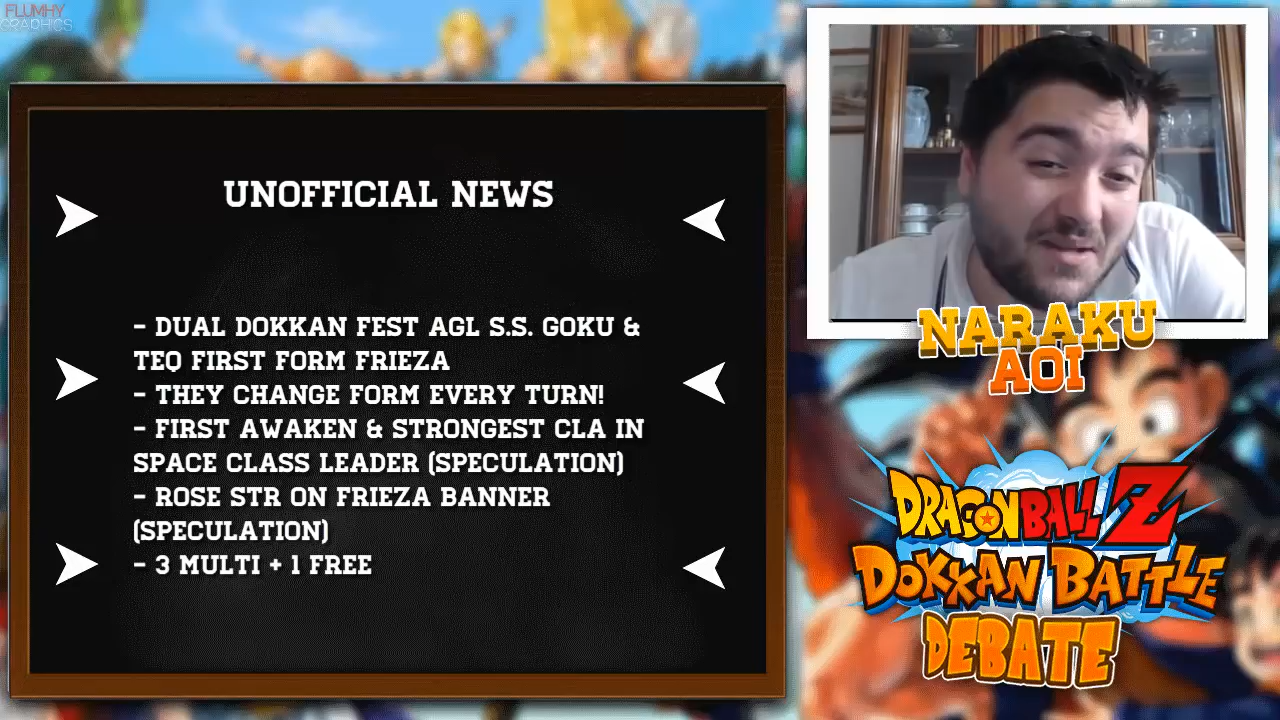 FLUMHY
GRAPHICS
UNOFFICIAL NEWS
- DUAL DOKKAN FEST AGL S.S. GOKU &
TEQ FIRST FORM FRIEZA
- THEY CHANGE FORM EVERY TURN!
- FIRST AWAKEN & STRONGEST CLA IN
SPACE CLASS LEADER (SPECULATION)
- ROSE STR ON FRIEZA BANNER
(SPECULATION)
- 3 MULTI + 1 FREE
NARAKU
AOI
DRAGON BALL Z
DOKKAN BATTLE
DEBATE